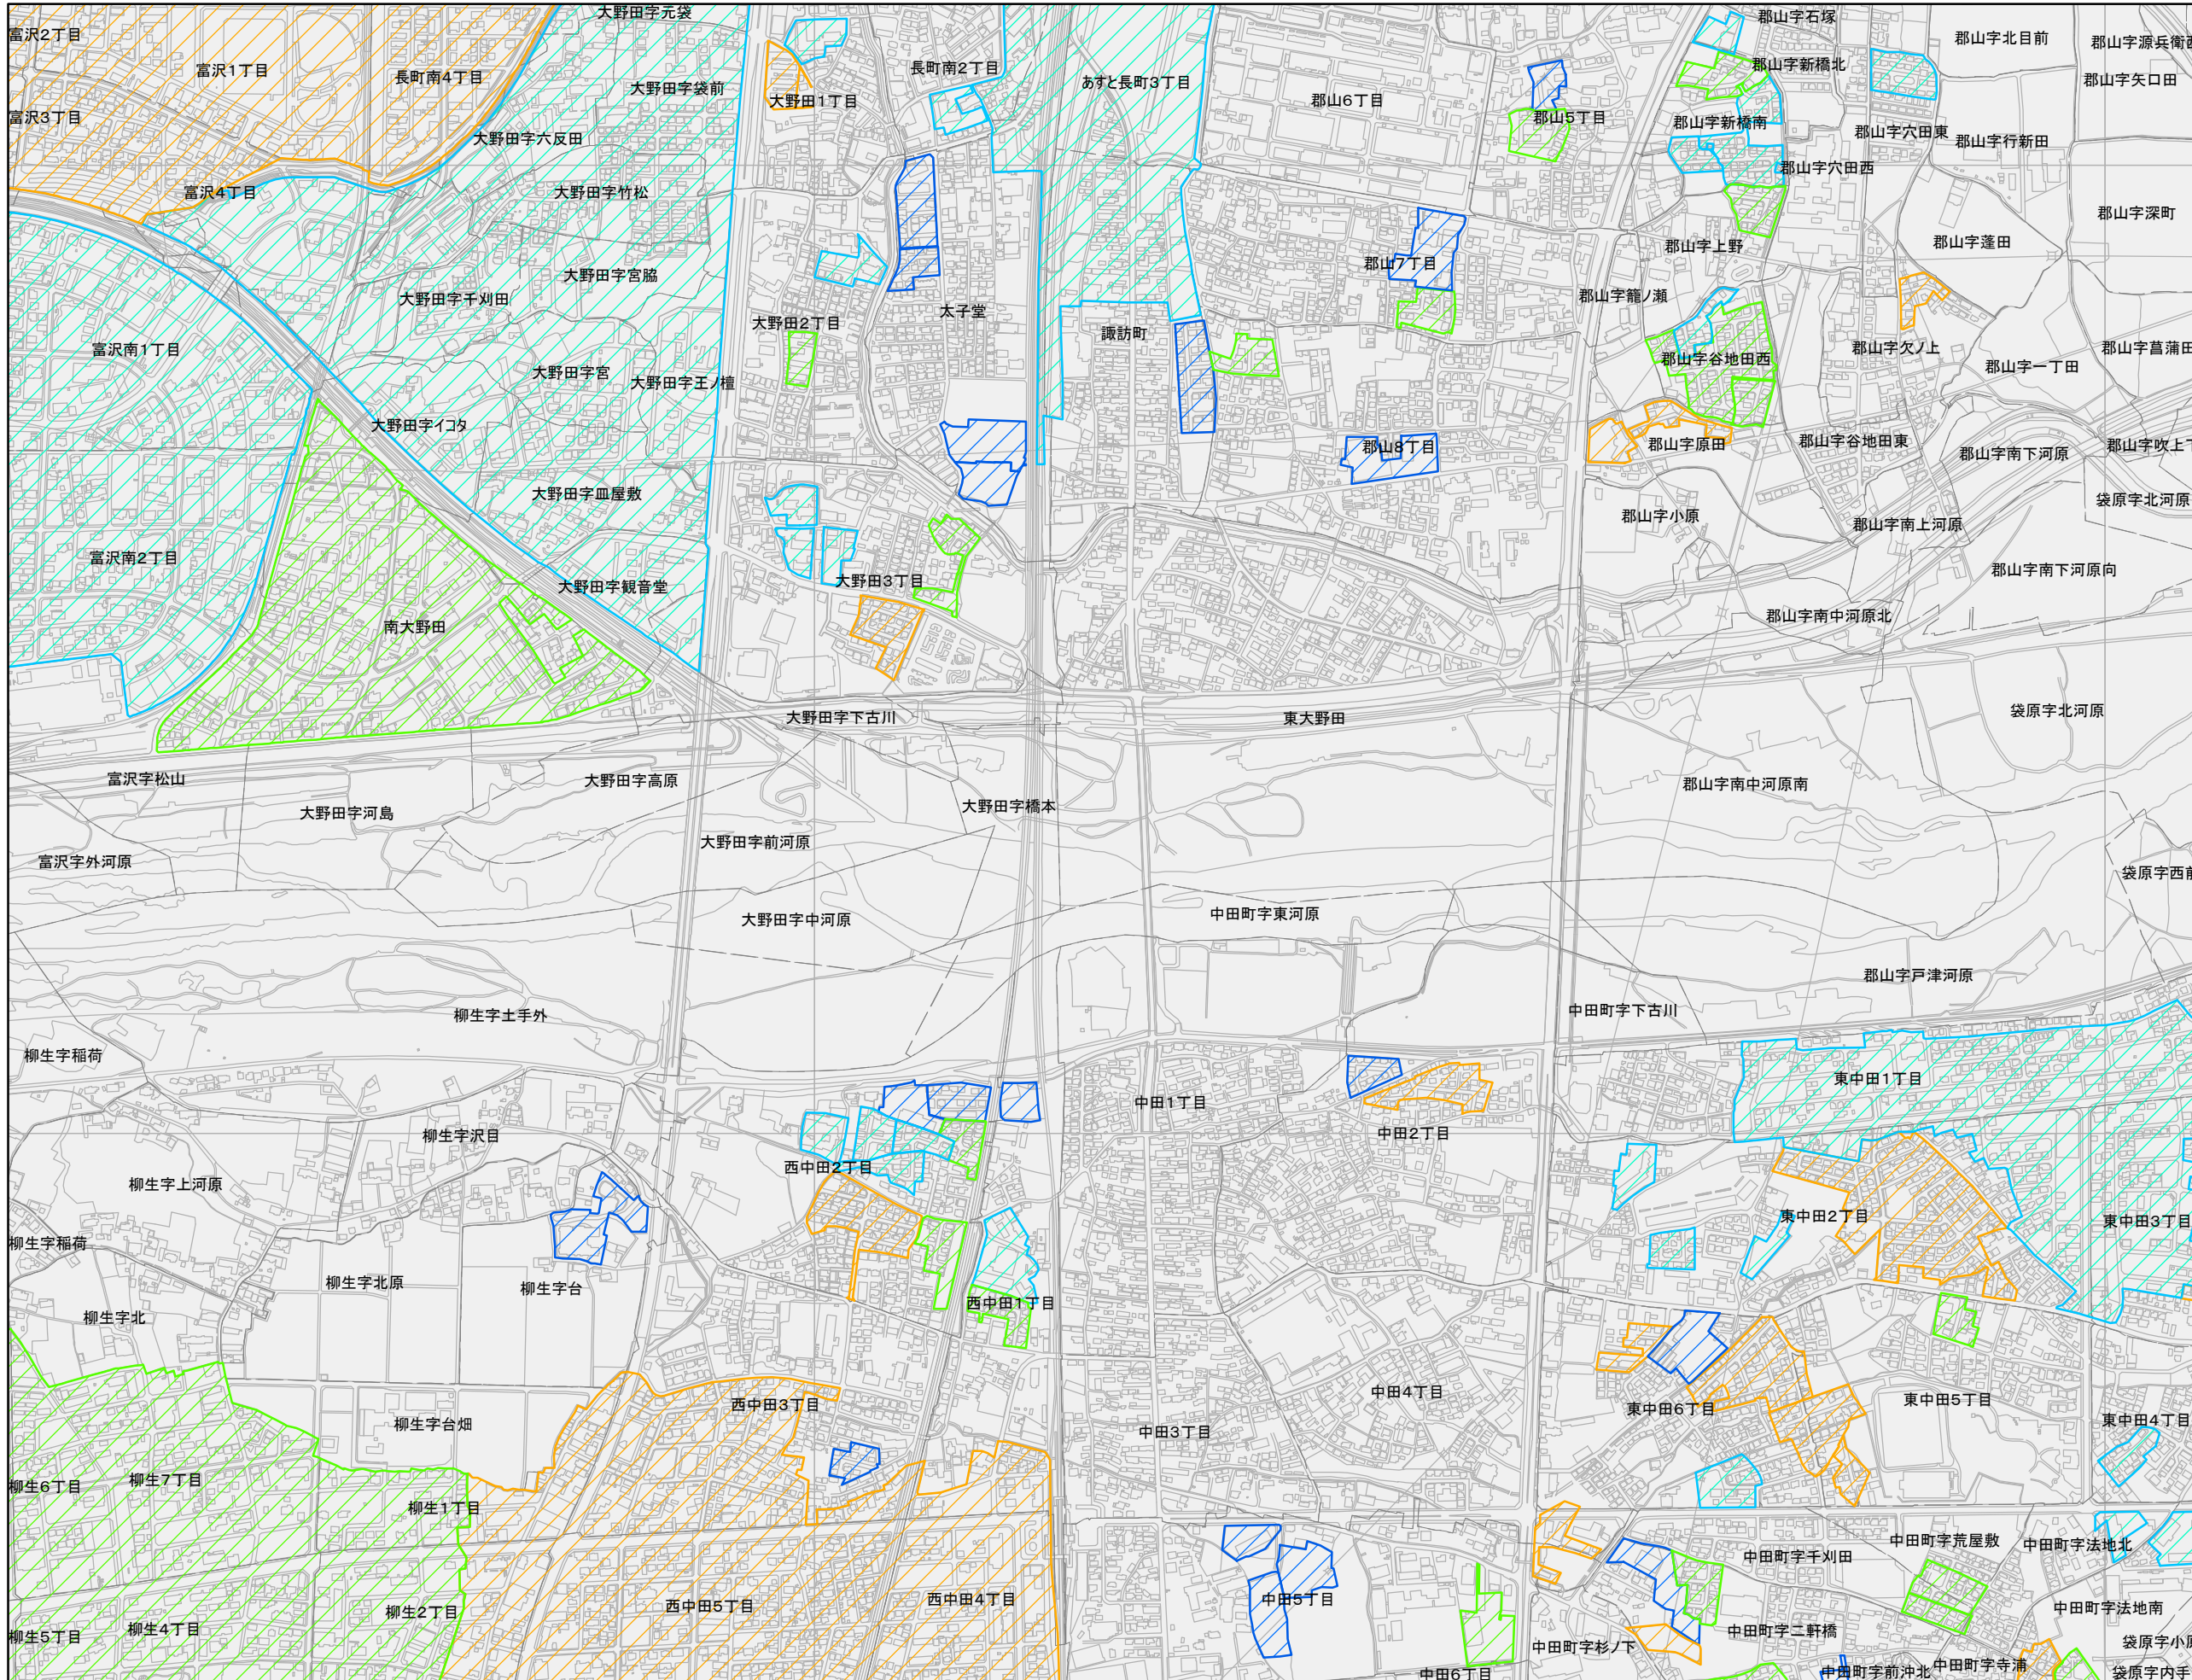 大野田字元袋
郡山字石塚
富沢2丁目
郡山字北目前
郡山字源兵衛西
富沢1丁目
長町南4丁目
長町南2丁目
郡山字新橋北
郡山字矢口田
大野田字袋前
大野田1丁目
あすと長町3丁目
郡山6丁目
富沢3丁目
郡山5丁目
郡山字新橋南
郡山字穴田東
大野田字六反田
郡山字行新田
郡山字穴田西
富沢4丁目
大野田字竹松
郡山字深町
郡山字上野
郡山字蓬田
大野田字宮脇
郡山7丁目
大野田字千刈田
郡山字籠ノ瀬
太子堂
大野田2丁目
諏訪町
富沢南1丁目
郡山字谷地田西
郡山字欠ノ上
郡山字菖蒲田
郡山字一丁田
大野田字宮
大野田字王ノ檀
大野田字イコタ
郡山8丁目
郡山字原田
郡山字谷地田東
郡山字南下河原
郡山字吹上下
大野田字皿屋敷
袋原字北河原
郡山字小原
郡山字南上河原
富沢南2丁目
大野田字観音堂
大野田3丁目
郡山字南下河原向
南大野田
郡山字南中河原北
大野田字下古川
東大野田
袋原字北河原
富沢字松山
大野田字高原
郡山字南中河原南
大野田字河島
大野田字橋本
大野田字前河原
富沢字外河原
袋原字西前
大野田字中河原
中田町字東河原
郡山字戸津河原
柳生字土手外
中田町字下古川
柳生字稲荷
東中田1丁目
中田1丁目
柳生字沢目
中田2丁目
西中田2丁目
柳生字上河原
東中田2丁目
東中田3丁目
柳生字稲荷
柳生字北原
柳生字台
西中田1丁目
柳生字北
中田4丁目
西中田3丁目
東中田5丁目
東中田6丁目
柳生字台畑
中田3丁目
東中田4丁目
柳生6丁目
柳生7丁目
柳生1丁目
中田町字荒屋敷
中田町字法地北
中田町字千刈田
西中田5丁目
西中田4丁目
中田5丁目
柳生2丁目
中田町字法地南
柳生5丁目
柳生4丁目
中田町字二軒橋
中田町字杉ノ下
袋原字小原
中田6丁目
中田町字前沖北
中田町字寺浦
袋原字内手